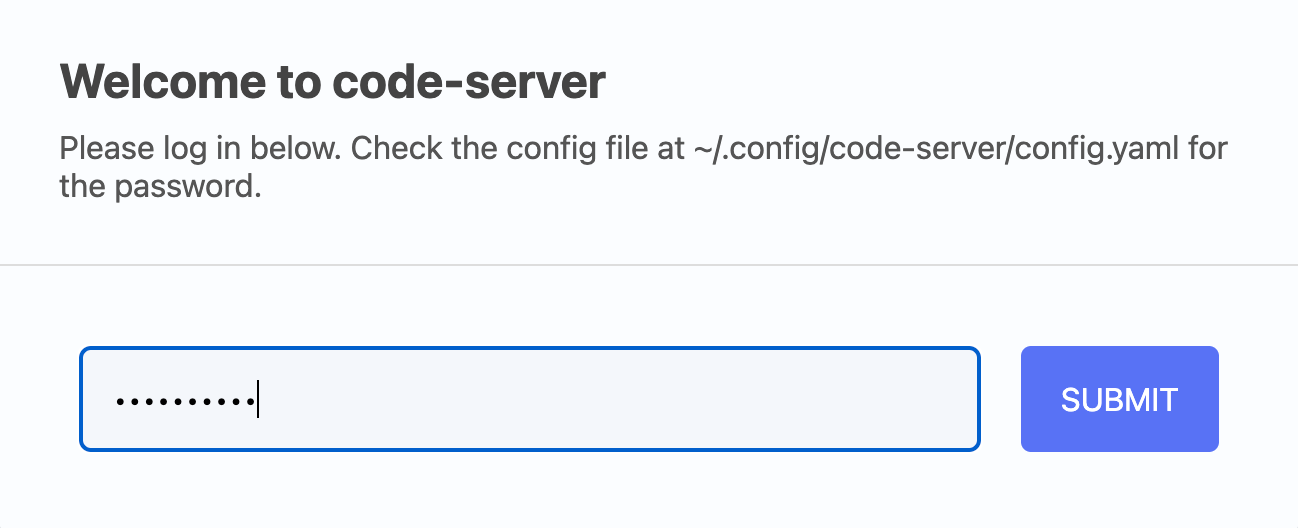 Welcome to code-server
Please log in below. Check the config file at ~/.config/code-server/config.yaml for
the password.
••••••••••
SUBMIT